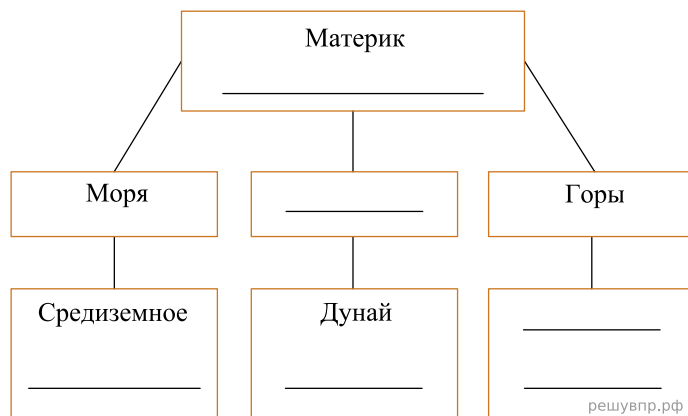 Материк
Моря
Горы
Средиземное
Дунай
решувпр.рф